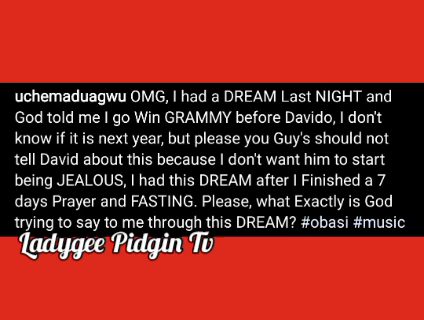 uchemaduagwu OMG, I had a DREAM Last NIGHT and
God told me I go Win GRAMMY before Davido, I don't
know if it is next year, but please you Guy's should not
tell David about this because I don't want him to start
being JEALOUS, I had this DREAM after I Finished a 7
days Prayer and FASTING. Please, what Exactly is God
trying to say to me through this DREAM? #obasi #music
Ladygee Pidgin Tv